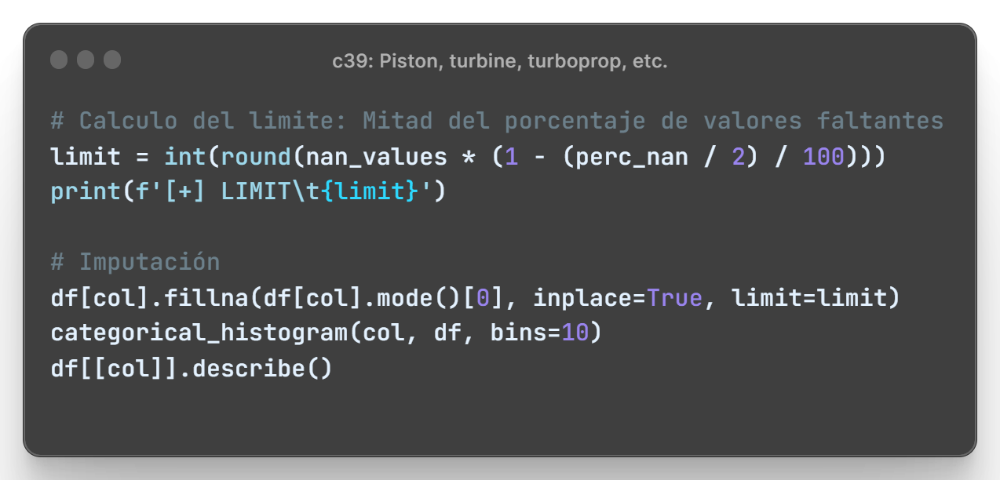 c39: Piston, turbine, turboprop, etc.
# Calculo del limite: Mitad del porcentaje de valores faltantes
limit = int(round(nan_values * (1 - (perc_nan / 2) / 100)))
print(f'[+] LIMIT\t{limit}')
# Imputación
df[col].fillna(df[col].mode()[0], inplace=True, limit=limit)
categorical_histogram(col, df, bins=10)
df[[col]].describe()